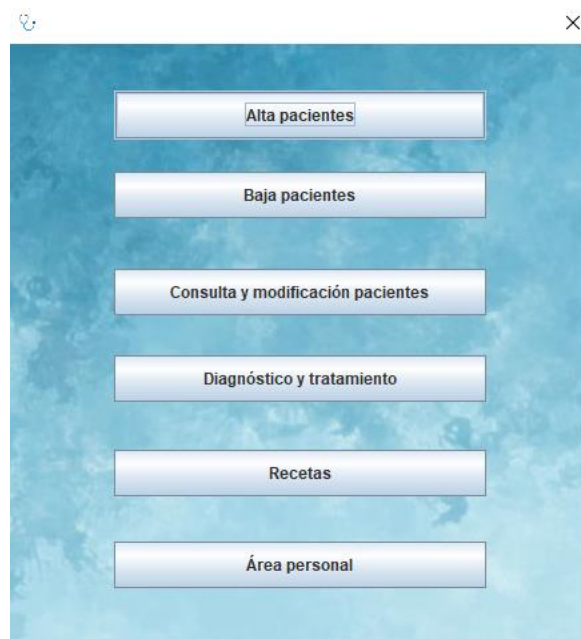 Alta pacientes
Baja pacientes
Consulta y modificación pacientes
Diagnóstico y tratamiento
Recetas
Área personal